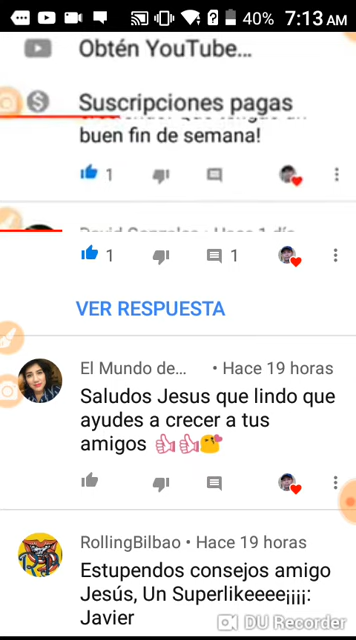 40% 7:13 AM
Obtén YouTube...
Suscripciones pagas
buen fin de semana!
1
1 1
VER RESPUESTA
El Mundo de... • Hace 19 horas
Saludos Jesus que lindo que
ayudes a crecer a tus
amigos 👍👍😘
RollingBilbao • Hace 19 horas
Estupendos consejos amigo
Jesús, Un Superlikeeee¡¡¡¡:
Javier
DU Recorder